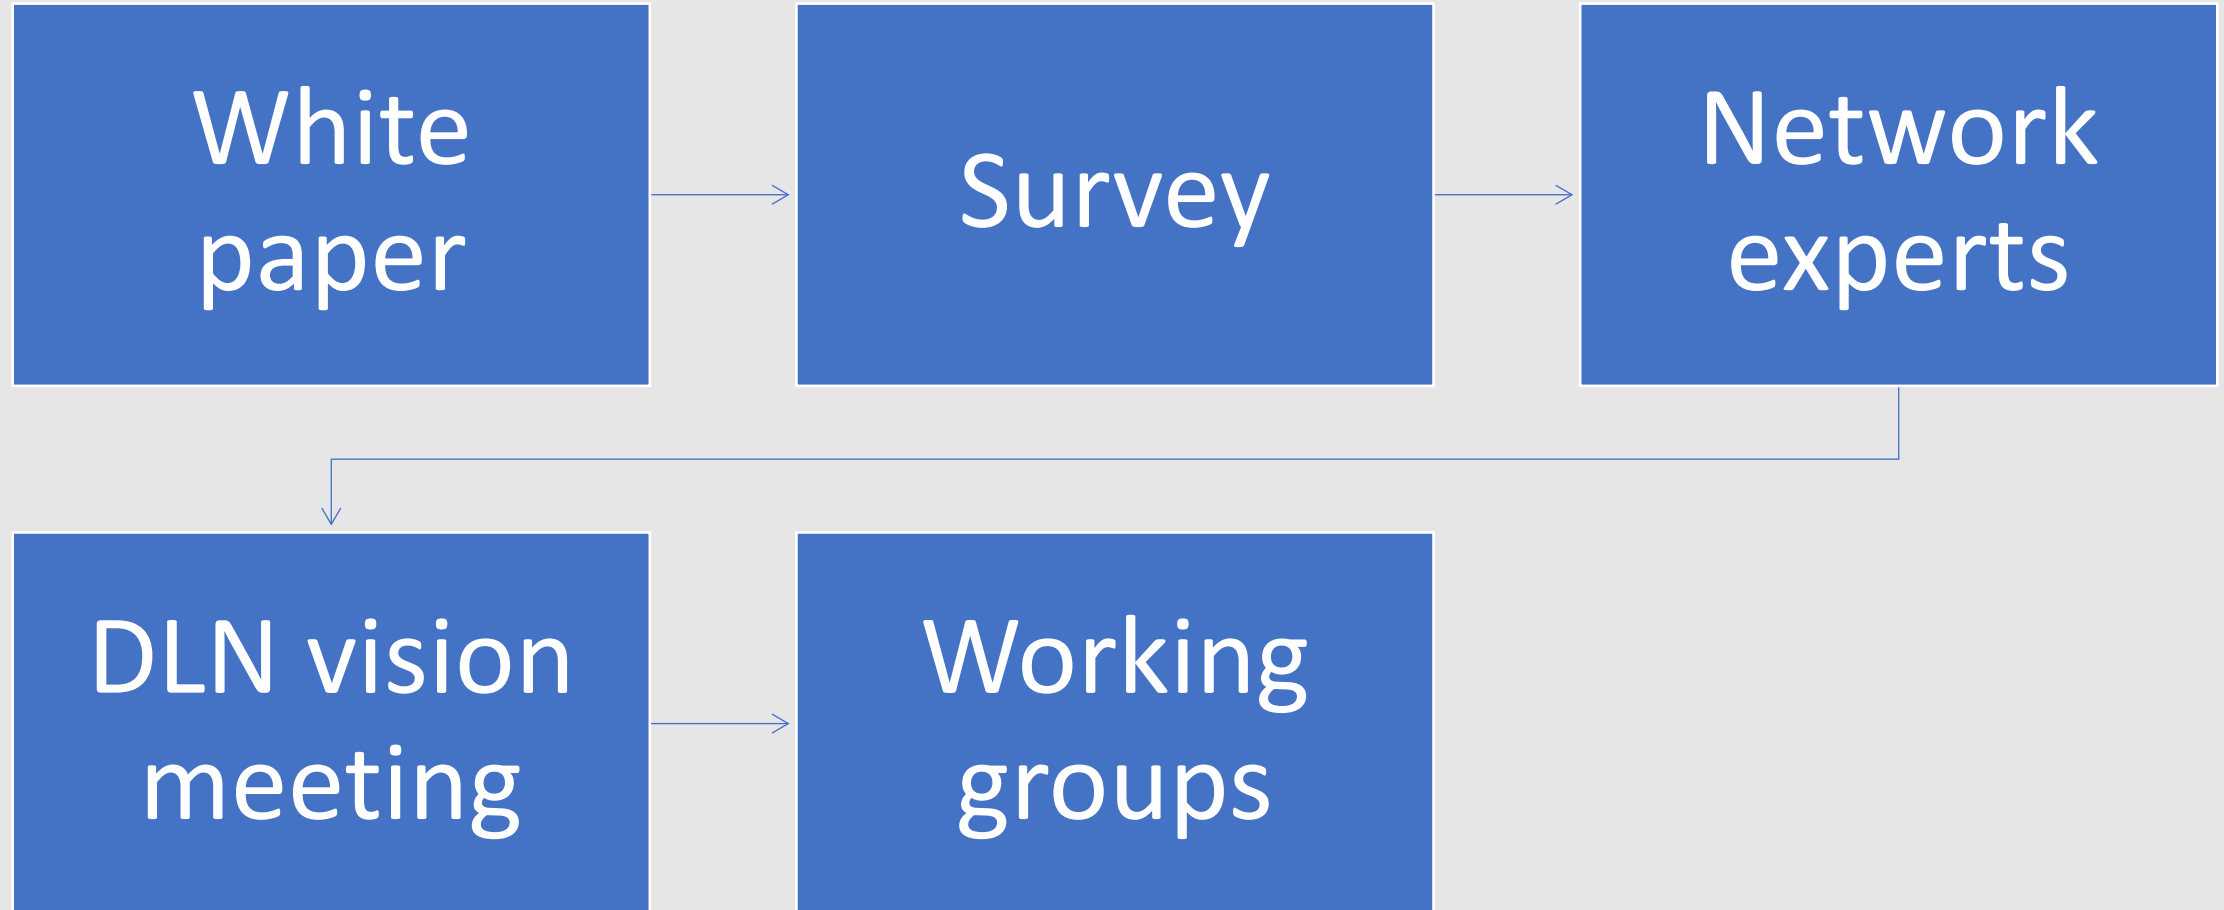 White
paper
Survey
Network
experts
DLN vision
meeting
Working
groups